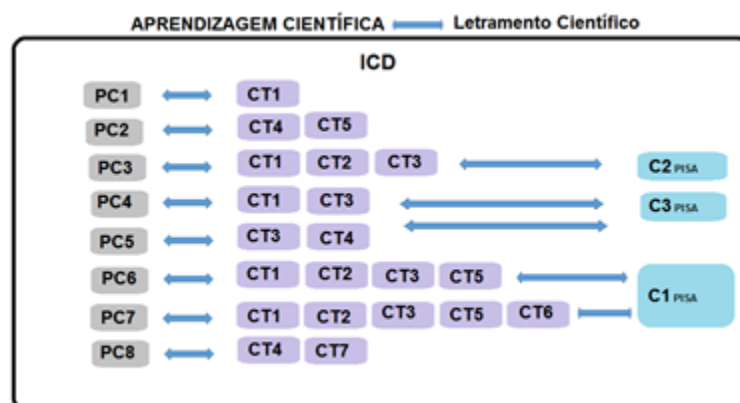 APRENDIZAGEM CIENTÍFICA Letramento Científico
ICD
PC1 CT1
PC2 CT4 CT5
PC3 CT1 CT2 CT3 C2 PISA
PC4 CT1 CT3 C3 PISA
PC5 CT3 CT4
PC6 CT1 CT2 CT3 CT5
C1 PISA
PC7 CT1 CT2 CT3 CT5 CT6
PC8 CT4 CT7